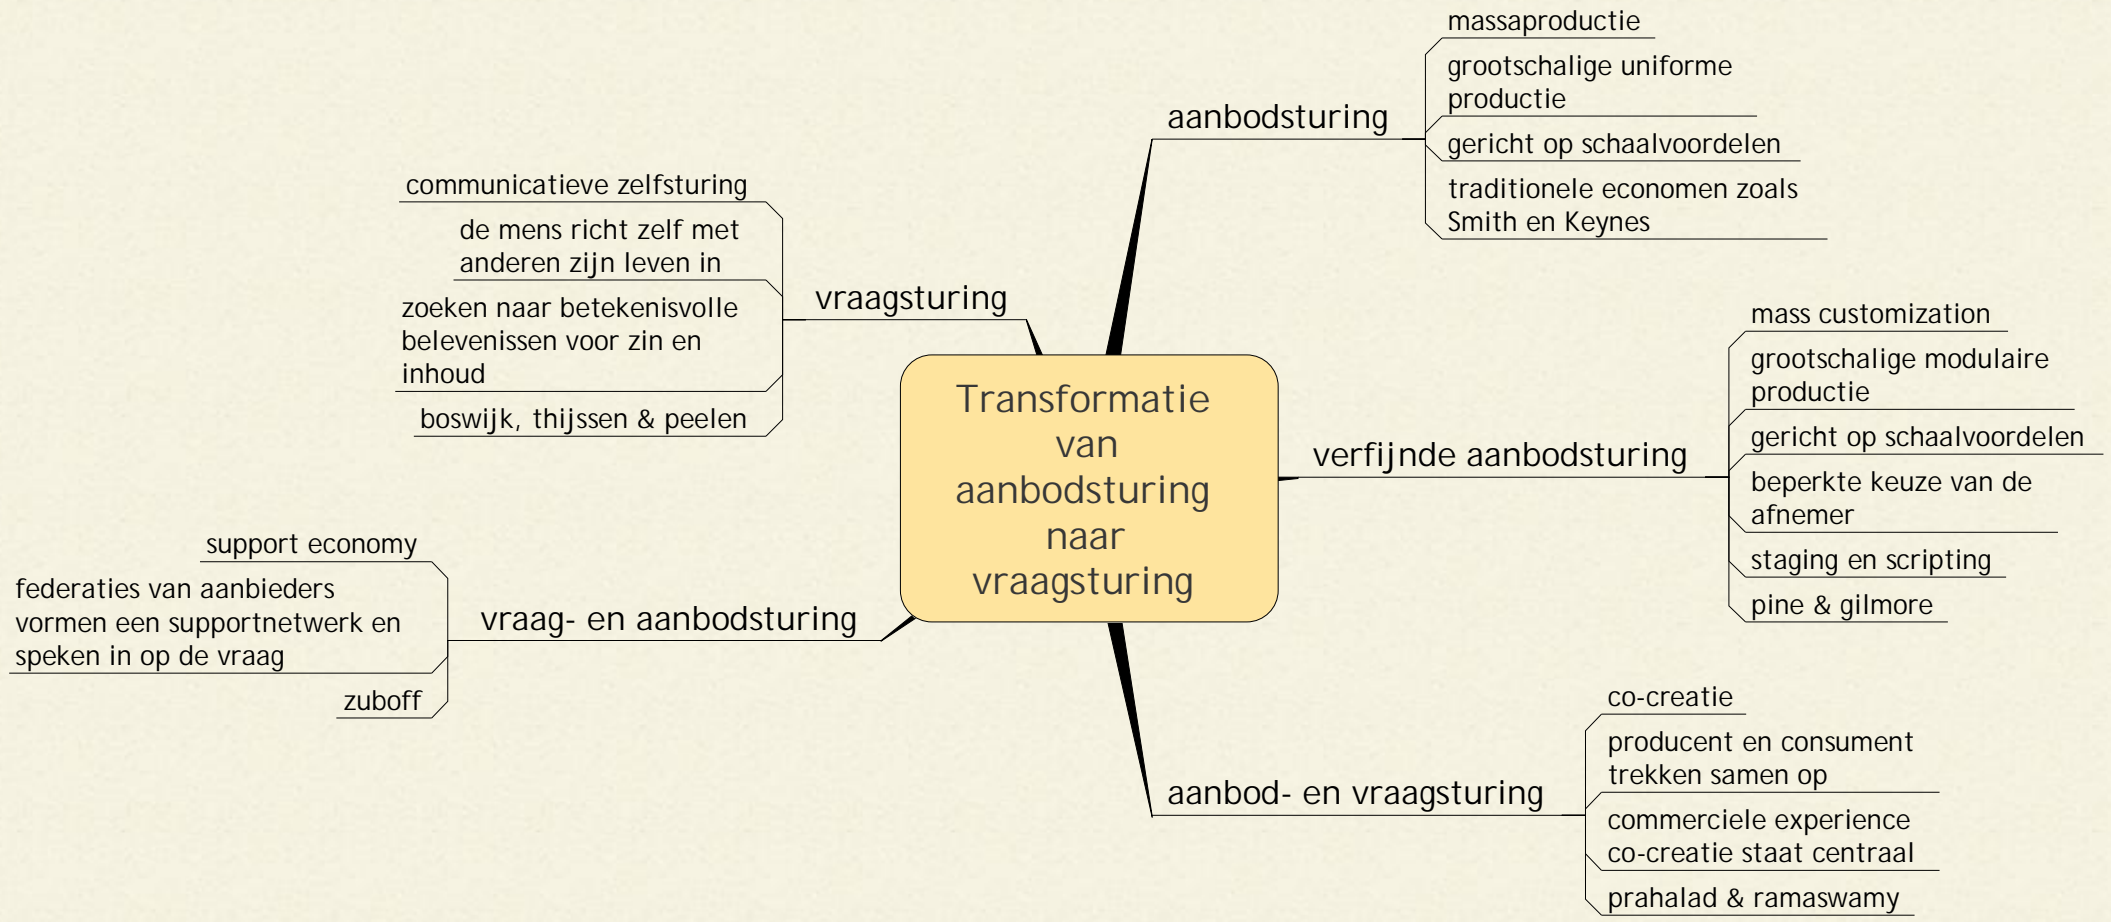 Transformatie
van
aanbodsturing
naar
vraagsturing
aanbodsturing
massaproductie
grootschalige uniforme
productie
gericht op schaalvoordelen
traditionele economen zoals
Smith en Keynes
verfijnde aanbodsturing
mass customization
grootschalige modulaire
productie
gericht op schaalvoordelen
beperkte keuze van de
afnemer
staging en scripting
pine & gilmore
aanbod- en vraagsturing
co-creatie
producent en consument
trekken samen op
commerciele experience
co-creatie staat centraal
prahalad & ramaswamy
vraag- en aanbodsturing
support economy
federaties van aanbieders
vormen een supportnetwerk en
speken in op de vraag
zuboff
vraagsturing
communicatieve zelfsturing
de mens richt zelf met
anderen zijn leven in
zoeken naar betekenisvolle
belevenissen voor zin en
inhoud
boswijk, thijssen & peelen